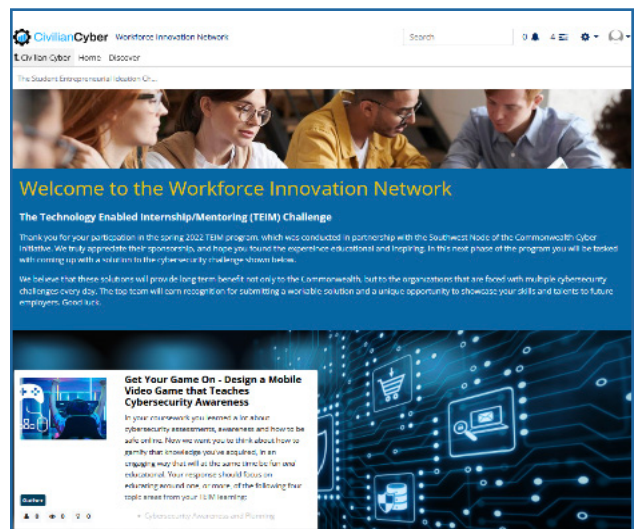 CivilianCyber Workforce Innovation Network
Search
0
4
Civilian Cyber Home Discover
The Student Entrepreneurial Ideation Ch...
Welcome to the Workforce Innovation Network
The Technology Enabled Internship/Mentoring (TEIM) Challenge
Thank you for your participation in the spring 2022 TEIM program, which was conducted in partnership with the Southwest Node of the Commonwealth Cyber
Initiative. We truly appreciate their sponsorship, and hope you found the experience educational and inspiring. In this next phase of the program you will be tasked
with coming up with a solution to the cybersecurity challenge shown below.
We believe that these solutions will provide long term benefit not only to the Commonwealth, but to the organizations that are faced with multiple cybersecurity
challenges every day. The top team will earn recognition for submitting a workable solution and a unique opportunity to showcase your skills and talents to future
employers. Good luck.
Get Your Game On - Design a Mobile
Video Game that Teaches
Cybersecurity Awareness
In your coursework you learned a lot about
cybersecurity assessments, awareness and how to be
safe online. Now we want you to think about how to
gamify that knowledge you've acquired, in an
engaging way that will at the same time be fun and
educational. Your response should focus on
educating around one, or more, of the following four
topic areas from your TEIM learning:
0 0 0
• Cybersecurity Awareness and Planning